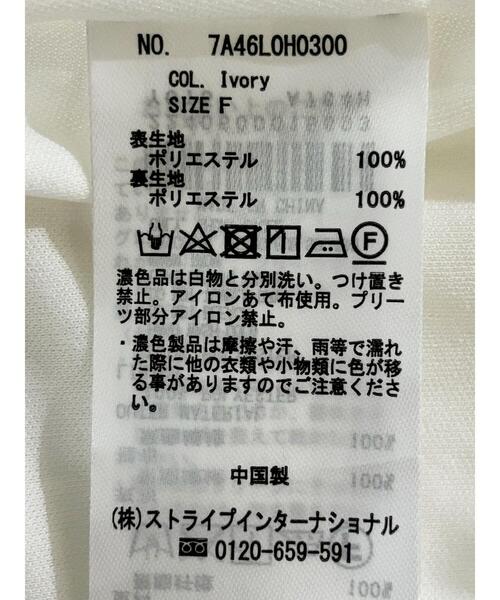 NO. 7A46L0H0300
COL. Ivory
SIZE F
表生地
ポリエステル 100%
裏生地
ポリエステル 100%
F
濃色品は白物と分別洗い。つけ置き
禁止。アイロンあて布使用。プリー
ツ部分アイロン禁止。
・濃色製品は摩擦や汗、雨等で濡れ
た際に他の衣類や小物類に色が移
る事がありますのでご注意くださ
い。
中国製
(株)ストライプインターナショナル
0120-659-591